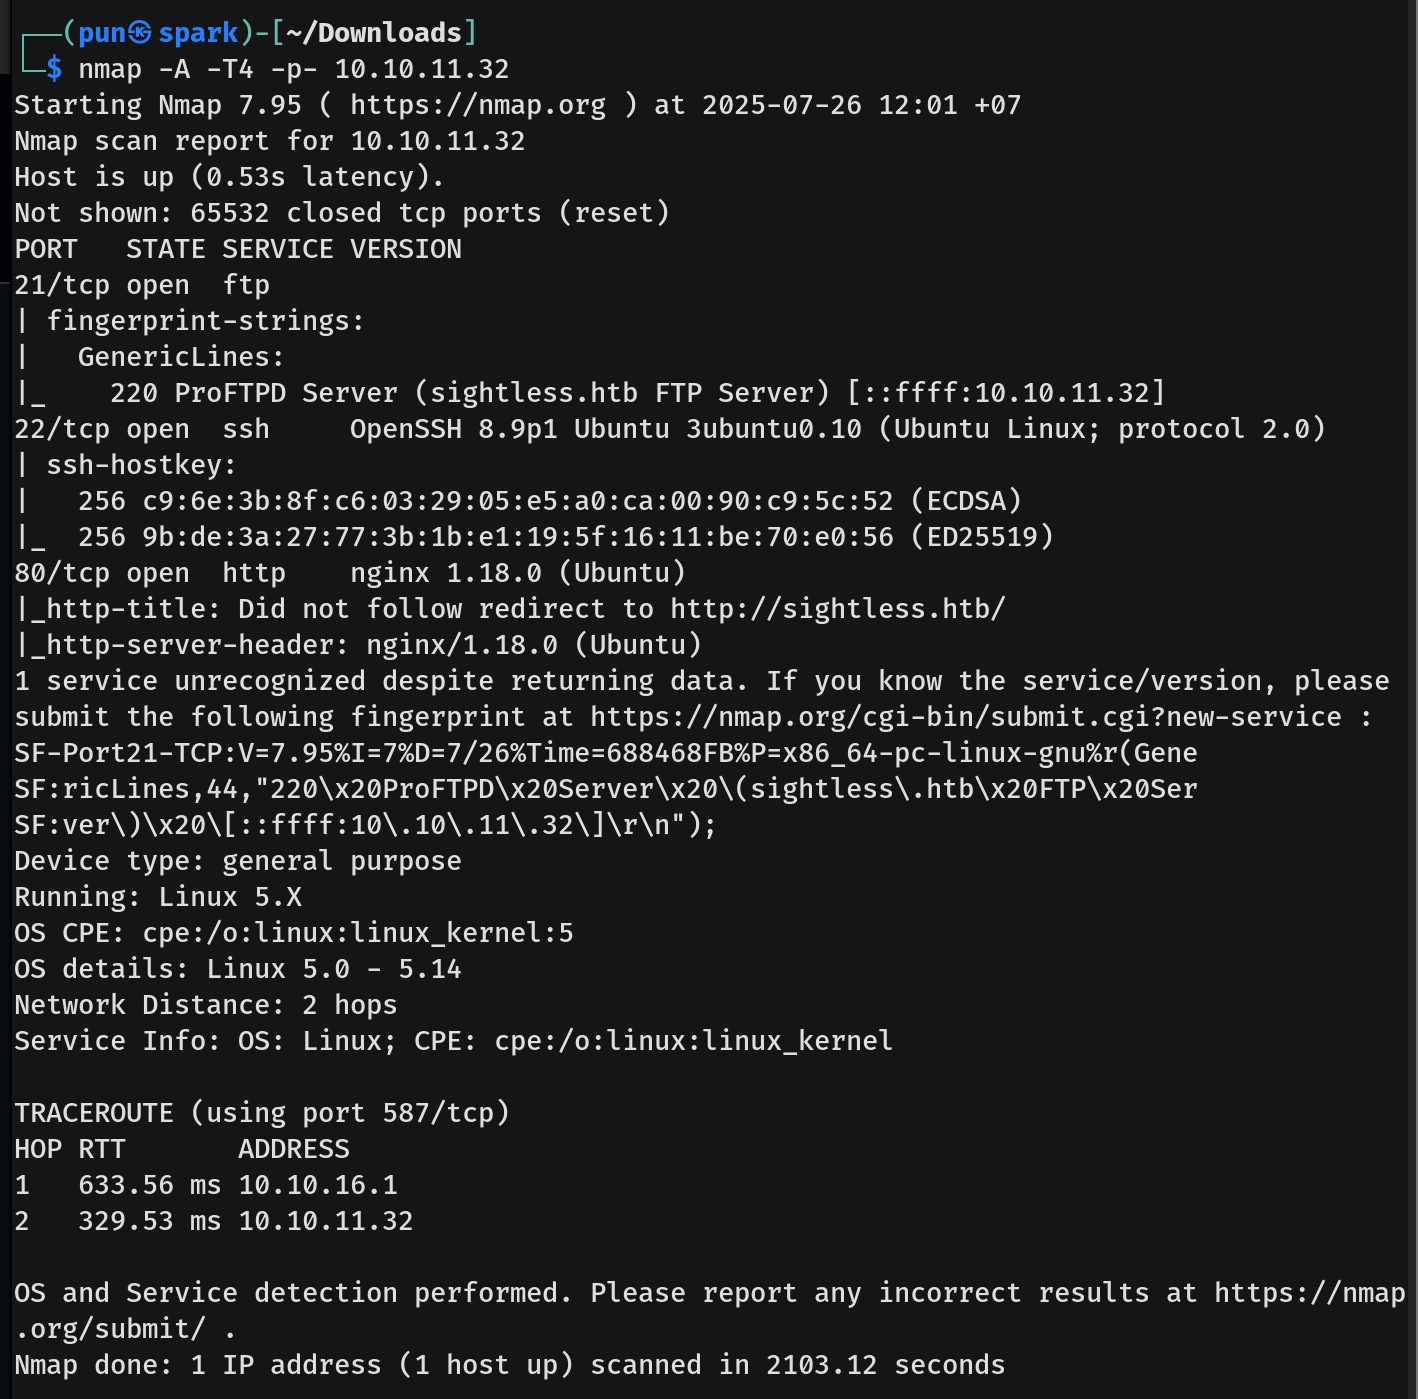 ┌──(pun㉿spark)-[~/Downloads]
└─$ nmap -A -T4 -p- 10.10.11.32
Starting Nmap 7.95 ( https://nmap.org ) at 2025-07-26 12:01 +07
Nmap scan report for 10.10.11.32
Host is up (0.53s latency).
Not shown: 65532 closed tcp ports (reset)
PORT   STATE SERVICE VERSION
21/tcp open  ftp
| fingerprint-strings:
|   GenericLines:
|_    220 ProFTPD Server (sightless.htb FTP Server) [::ffff:10.10.11.32]
22/tcp open  ssh     OpenSSH 8.9p1 Ubuntu 3ubuntu0.10 (Ubuntu Linux; protocol 2.0)
| ssh-hostkey:
|   256 c9:6e:3b:8f:c6:03:29:05:e5:a0:ca:00:90:c9:5c:52 (ECDSA)
|_  256 9b:de:3a:27:77:3b:1b:e1:19:5f:16:11:be:70:e0:56 (ED25519)
80/tcp open  http    nginx 1.18.0 (Ubuntu)
|_http-title: Did not follow redirect to http://sightless.htb/
|_http-server-header: nginx/1.18.0 (Ubuntu)
1 service unrecognized despite returning data. If you know the service/version, please
submit the following fingerprint at https://nmap.org/cgi-bin/submit.cgi?new-service :
SF-Port21-TCP:V=7.95%I=7%D=7/26%Time=688468FB%P=x86_64-pc-linux-gnu%r(Gene
SF:ricLines,44,"220\x20ProFTPD\x20Server\x20\(sightless\.htb\x20FTP\x20Ser
SF:ver\)\x20\[::ffff:10\.10\.11\.32\]\r\n");
Device type: general purpose
Running: Linux 5.X
OS CPE: cpe:/o:linux:linux_kernel:5
OS details: Linux 5.0 - 5.14
Network Distance: 2 hops
Service Info: OS: Linux; CPE: cpe:/o:linux:linux_kernel
TRACEROUTE (using port 587/tcp)
HOP RTT       ADDRESS
1   633.56 ms 10.10.16.1
2   329.53 ms 10.10.11.32
OS and Service detection performed. Please report any incorrect results at https://nmap
.org/submit/ .
Nmap done: 1 IP address (1 host up) scanned in 2103.12 seconds